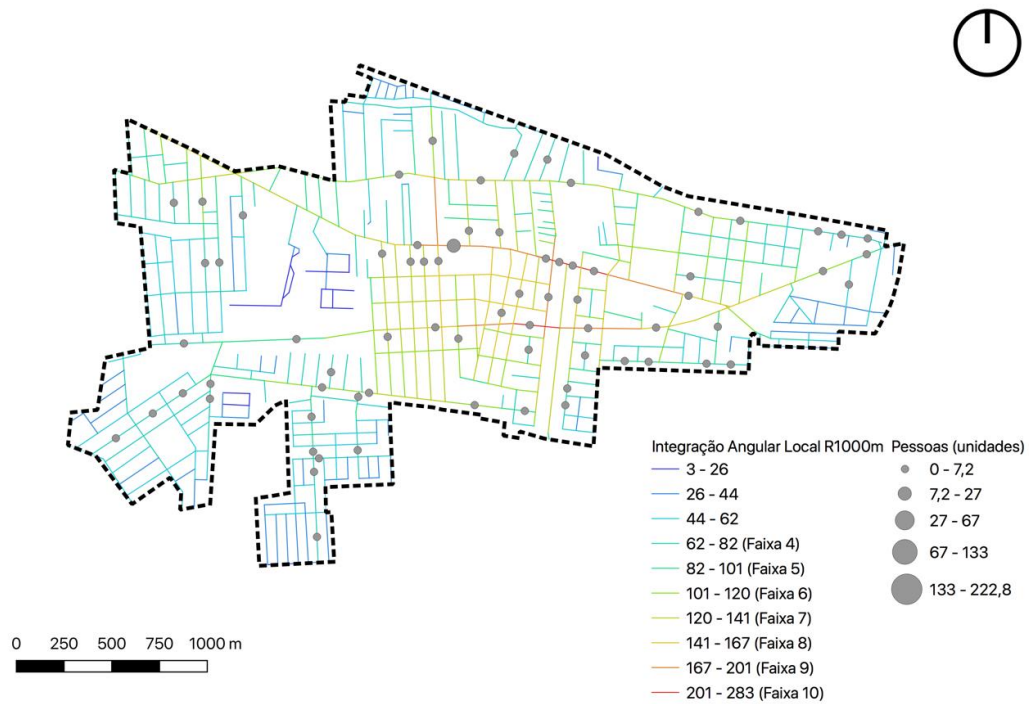 Integração Angular Local R1000m
3 - 26
26 - 44
44 - 62
62 - 82 (Faixa 4)
82 - 101 (Faixa 5)
101 - 120 (Faixa 6)
120 - 141 (Faixa 7)
141 - 167 (Faixa 8)
167 - 201 (Faixa 9)
201 - 283 (Faixa 10)
Pessoas (unidades)
0 - 7,2
7,2 - 27
27 - 67
67 - 133
133 - 222,8
0 250 500 750 1000 m